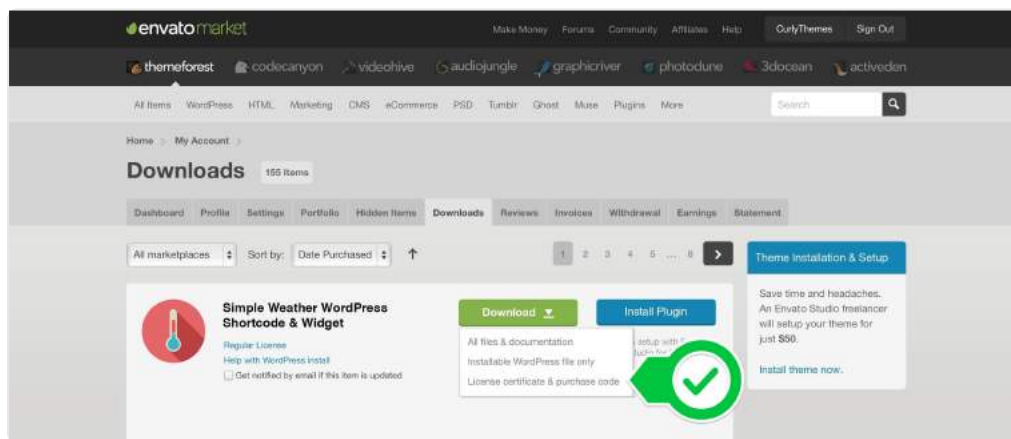 envatomarket Make Money Forums Community Affiliates Help CurlyThemes Sign Out
themeforest codecanyon videohive audiojungle graphicriver photodune 3docean activeden
All Items WordPress HTML Marketing CMS eCommerce PSD Tumblr Ghost Muse Plugins More Search
Home My Account
Downloads 155 items
Dashboard Profile Settings Portfolio Hidden Items Downloads Reviews Invoices Withdrawal Earnings Statement
All marketplaces Sort by: Date Purchased 1 2 3 4 5 ... 8
Simple Weather WordPress
Shortcode & Widget
Regular License
Help with WordPress install
Get notified by email if this item is updated
Download
Install Plugin
All files & documentation
Installable WordPress file only
License certificate & purchase code
setup with
Theme Installation & Setup
Save time and headaches.
An Envato Studio freelancer
will setup your theme for
just $50.
Install theme now.